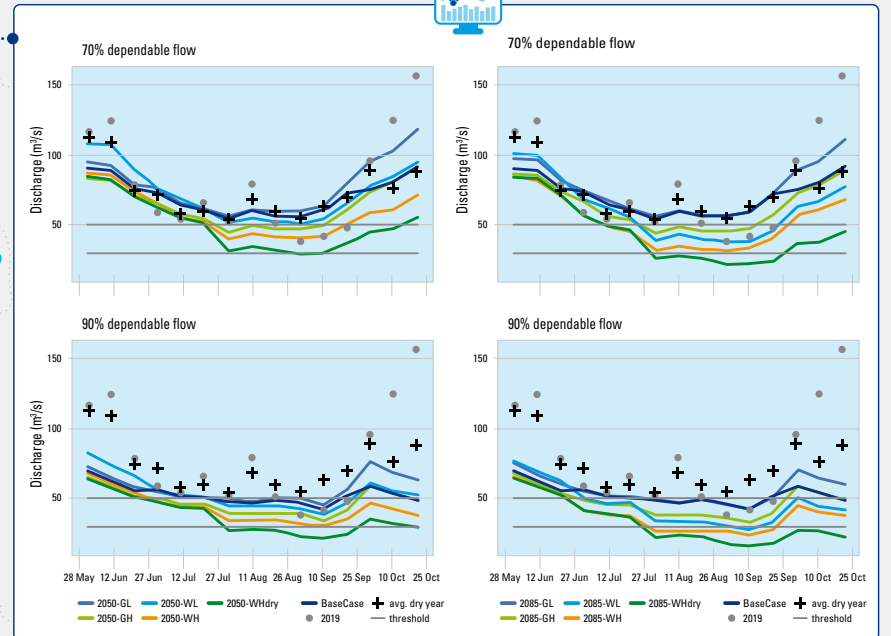 70% dependable flow
70% dependable flow
Discharge (m³/s)
150
100
50
Discharge (m³/s)
150
100
50
90% dependable flow
90% dependable flow
Discharge (m³/s)
150
100
50
150
100
50
28 May 12 Jun 27 Jun 12 Jul 27 Jul 11 Aug 26 Aug 10 Sep 25 Sep 10 Oct 25 Oct
28 May 12 Jun 27 Jun 12 Jul 27 Jul 11 Aug 26 Aug 10 Sep 25 Sep 10 Oct 25 Oct
2050-GL 2050-WL 2050-WHdry BaseCase avg. dry year
2050-GH 2050-WH 2019 threshold
2085-GL 2085-WL 2085-WHdry BaseCase avg. dry year
2085-GH 2085-WH 2019 threshold